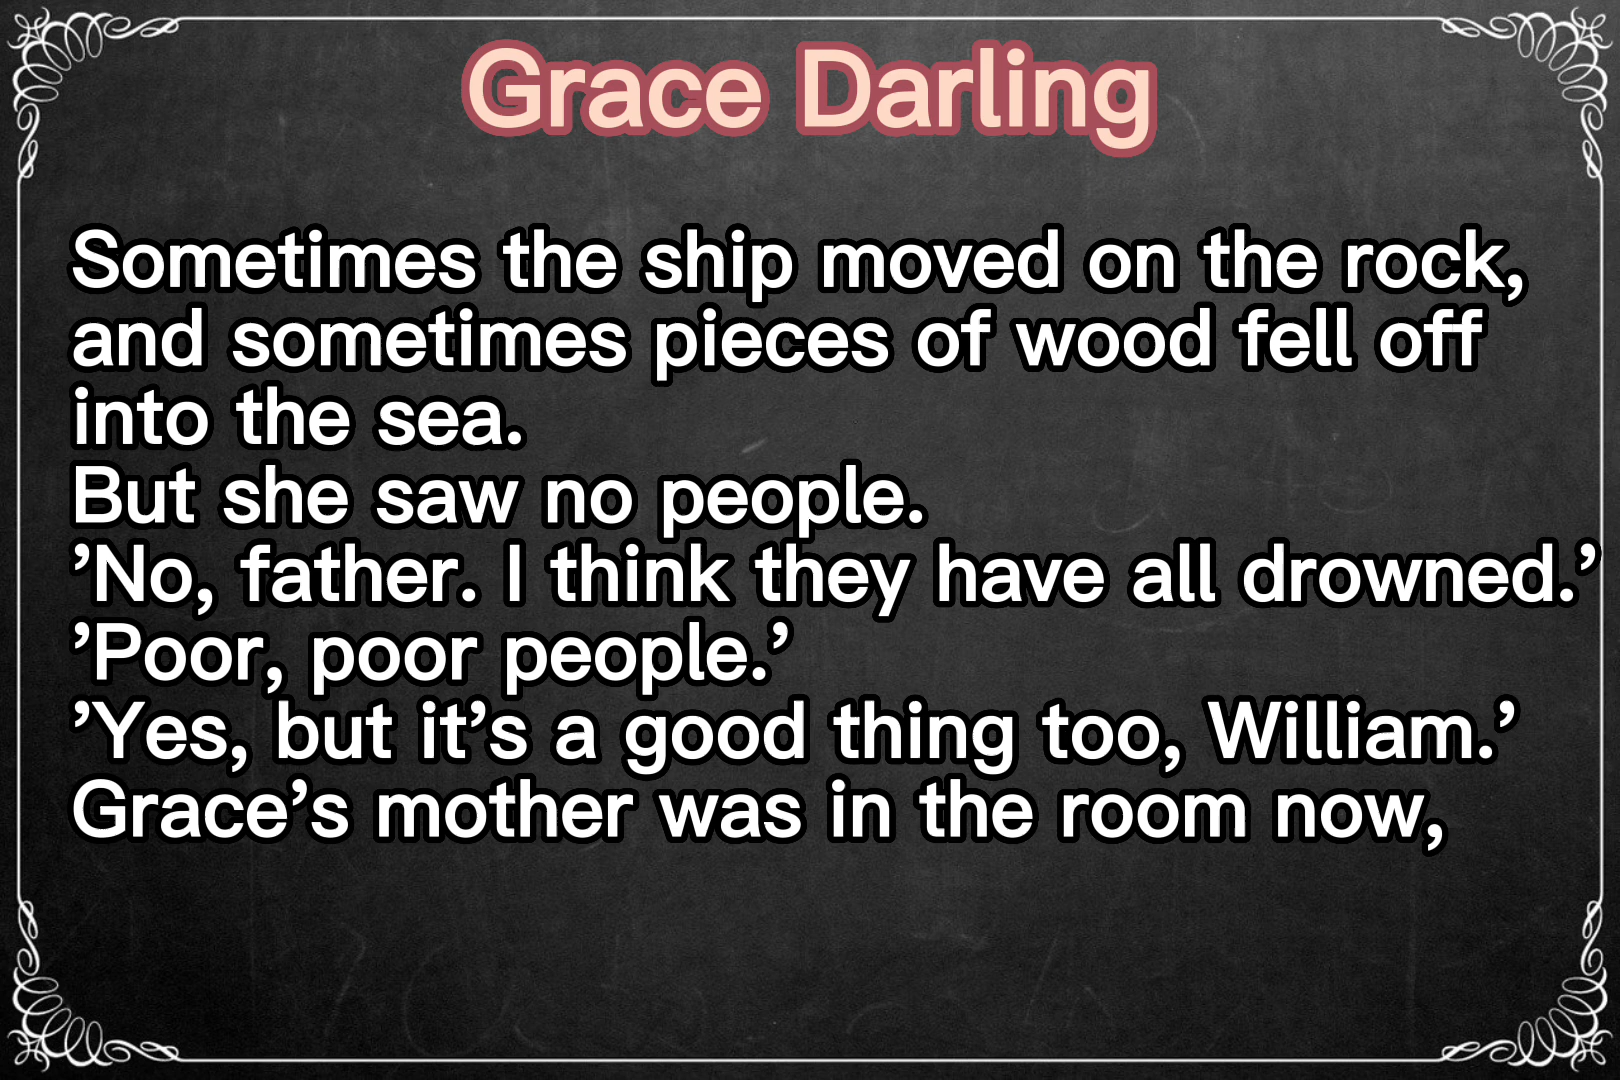 Grace Darling
Sometimes the ship moved on the rock,
and sometimes pieces of wood fell off
into the sea.
But she saw no people.
’No, father. I think they have all drowned.’
’Poor, poor people.’
’Yes, but it’s a good thing too, William.’
Grace’s mother was in the room now,